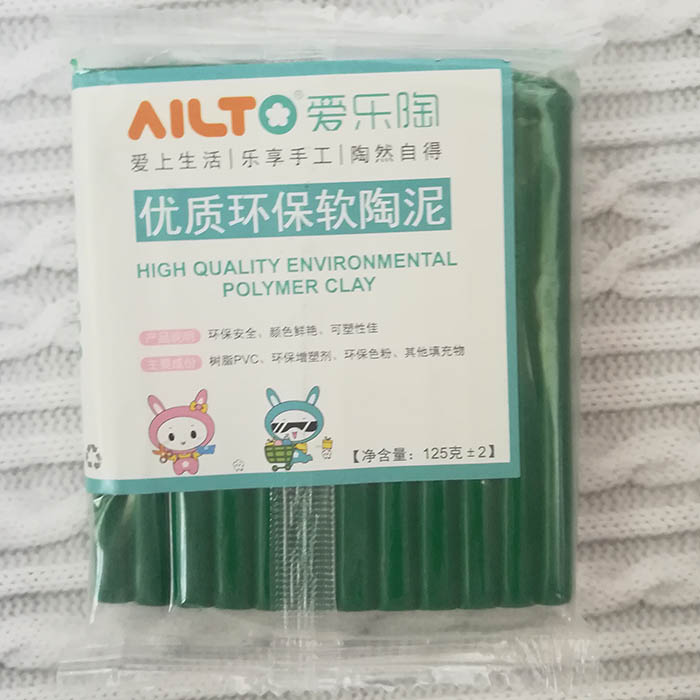 AILTO®爱乐陶
爱上生活|乐享手工|陶然自得
优质环保软陶泥
HIGH QUALITY ENVIRONMENTAL
POLYMER CLAY
产品说明 环保安全、颜色鲜艳、可塑性佳
主要成份 树脂PVC、环保增塑剂、环保色粉、其他填充物
【净含量：125克±2】